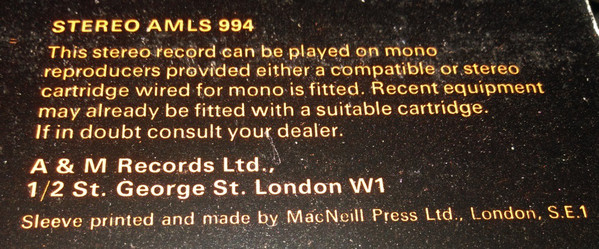 STEREO AMLS 994
This stereo record can be played on mono
reproducers provided either a compatible or stereo
cartridge wired for mono is fitted. Recent equipment
may already be fitted with a suitable cartridge.
If in doubt consult your dealer.
A & M Records Ltd.,
1/2 St. George St. London W1
Sleeve printed and made by MacNeill Press Ltd., London, S.E.1